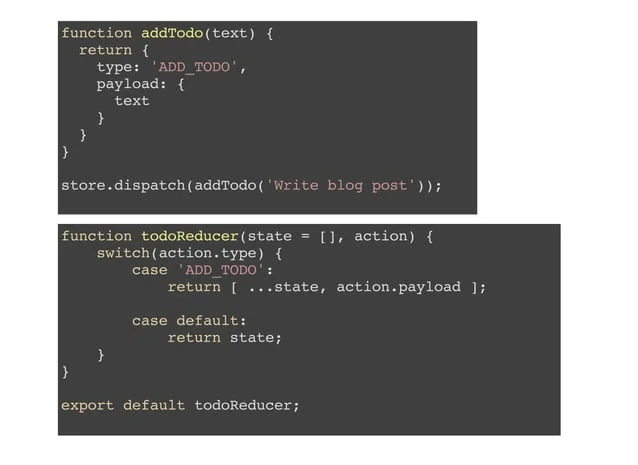 function addTodo(text) {
  return {
    type: 'ADD_TODO',
    payload: {
      text
    }
  }
}

store.dispatch(addTodo('Write blog post'));

function todoReducer(state = [], action) {
    switch(action.type) {
        case 'ADD_TODO':
            return [ ...state, action.payload ];

        case default:
            return state;
    }
}

export default todoReducer;